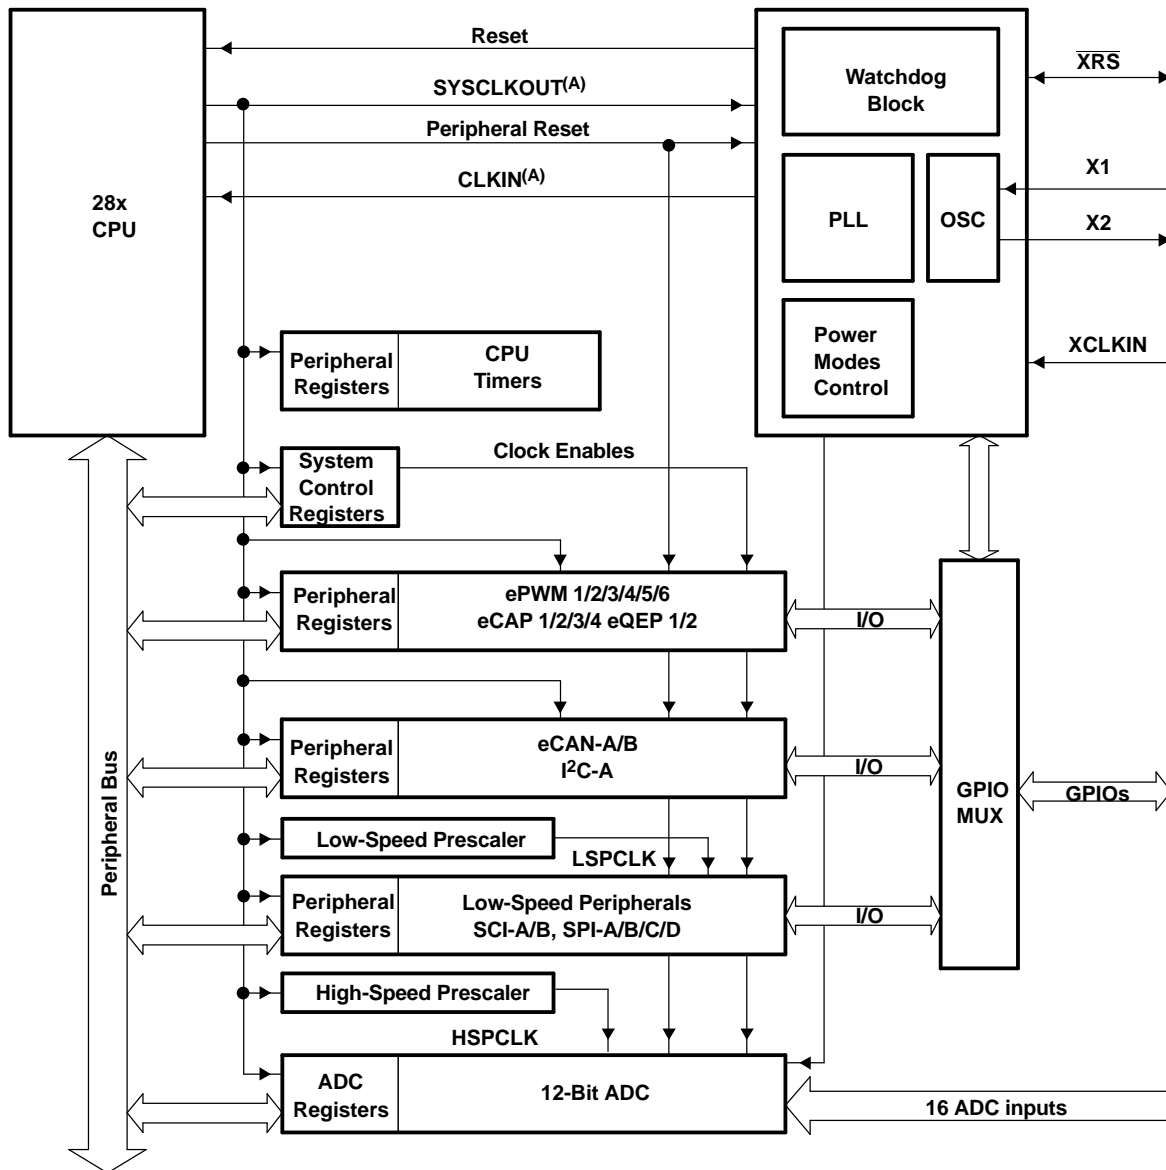 Reset
SYSCLKOUT(A)
Peripheral Reset
CLKIN(A)
28x
CPU
Watchdog
Block
PLL
OSC
Power
Modes
Control
XRS
X1
X2
XCLKIN
Peripheral
Registers
CPU
Timers
System
Control
Registers
Clock Enables
Peripheral
Registers
ePWM 1/2/3/4/5/6
eCAP 1/2/3/4 eQEP 1/2
I/O
Peripheral
Registers
eCAN-A/B
I2C-A
I/O
Peripheral Bus
GPIO
MUX
GPIOs
Low-Speed Prescaler
LSPCLK
Peripheral
Registers
Low-Speed Peripherals
SCI-A/B, SPI-A/B/C/D
I/O
High-Speed Prescaler
HSPCLK
ADC
Registers
12-Bit ADC
16 ADC inputs